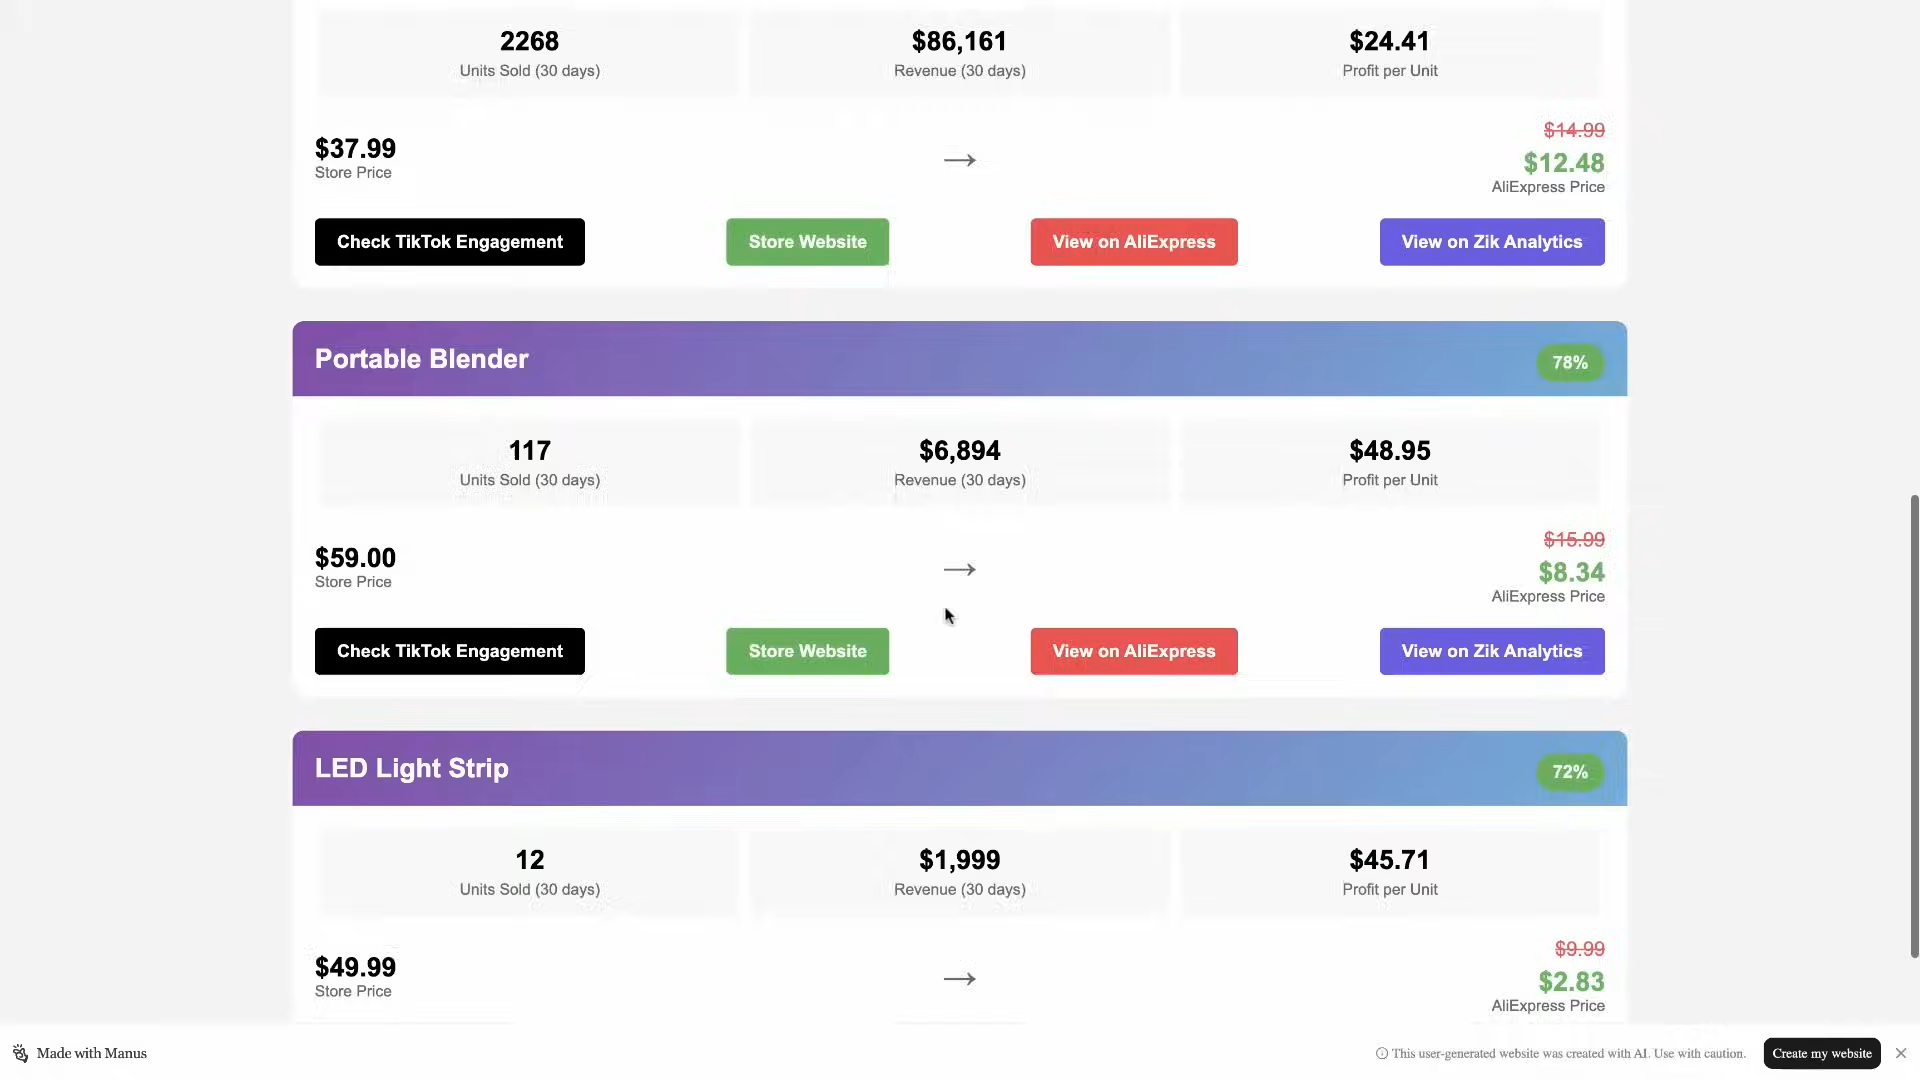 2268
Units Sold (30 days)
$86,161
Revenue (30 days)
$24.41
Profit per Unit
$37.99
Store Price
→
$14.99
$12.48
AliExpress Price
Check TikTok Engagement
Store Website
View on AliExpress
View on Zik Analytics
Portable Blender
78%
117
Units Sold (30 days)
$6,894
Revenue (30 days)
$48.95
Profit per Unit
$59.00
Store Price
→
$15.99
$8.34
AliExpress Price
Check TikTok Engagement
Store Website
View on AliExpress
View on Zik Analytics
LED Light Strip
72%
12
Units Sold (30 days)
$1,999
Revenue (30 days)
$45.71
Profit per Unit
$49.99
Store Price
→
$9.99
$2.83
AliExpress Price
Made with Manus
This user-generated website was created with AI. Use with caution.
Create my website